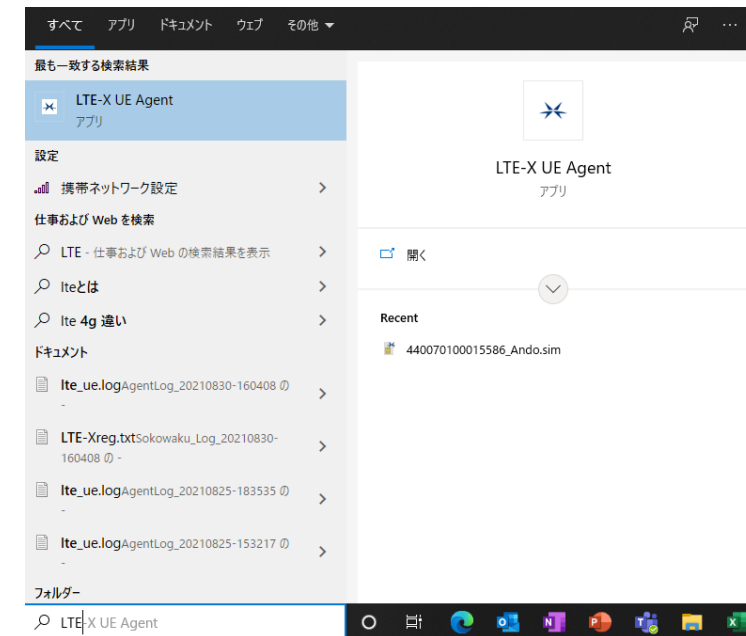 すべて アプリ ドキュメント ウェブ その他
最も一致する検索結果
LTE-X UE Agent
アプリ
設定
携帯ネットワーク設定
仕事および Web を検索
LTE - 仕事および Web の検索結果を表示
lteとは
lte 4g 違い
ドキュメント
lte_ue.logAgentLog_20210830-160408 の
-
LTE-Xreg.txtSokowaku_Log_20210830-
160408 の -
lte_ue.logAgentLog_20210825-183535 の
-
lte_ue.logAgentLog_20210825-153217 の
-
フォルダー
LTE-X UE Agent
LTE-X UE Agent
アプリ
開く
Recent
440070100015586_Ando.sim